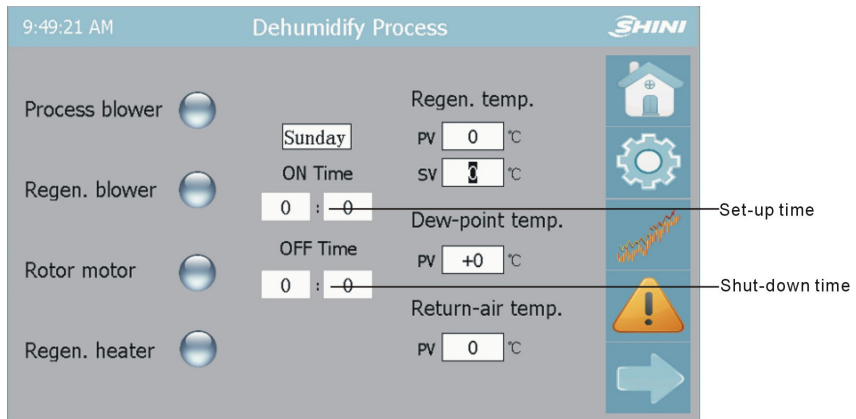 9:49:21 AM
Dehumidify Process
SHINI
Process blower
Regen. blower
Rotor motor
Regen. heater
Sunday
ON Time
0 : 0
OFF Time
0 : 0
Regen. temp.
PV 0 ℃
SV 0 ℃
Dew-point temp.
PV +0 ℃
Return-air temp.
PV 0 ℃
Set-up time
Shut-down time